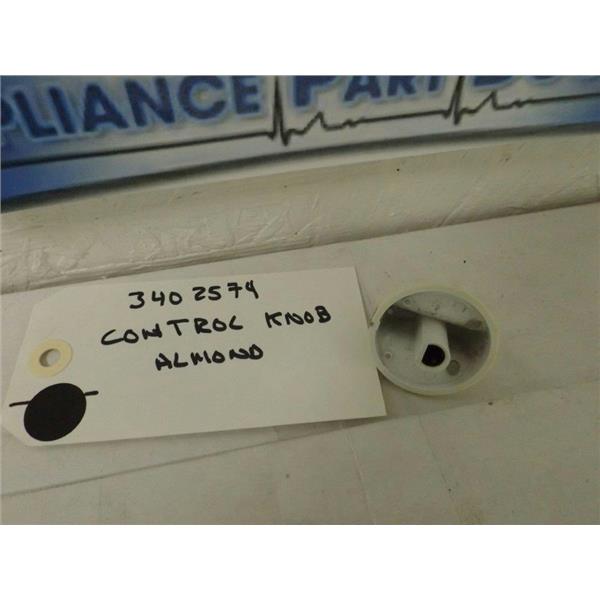 PLIANCE PART
3402574
CONTROL KNOB
ALMOND